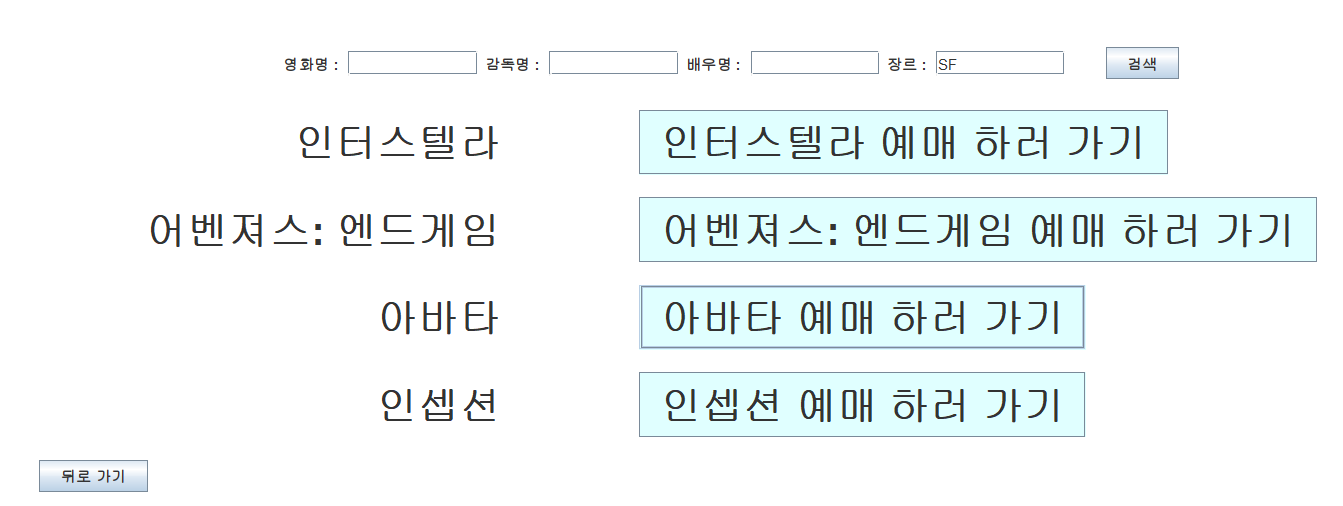 영화명 : 감독명 : 배우명 : 장르 : SF 검색
인터스텔라 인터스텔라 예매 하러 가기
어벤져스: 엔드게임 어벤져스: 엔드게임 예매 하러 가기
아바타 아바타 예매 하러 가기
인셉션 인셉션 예매 하러 가기
뒤로 가기